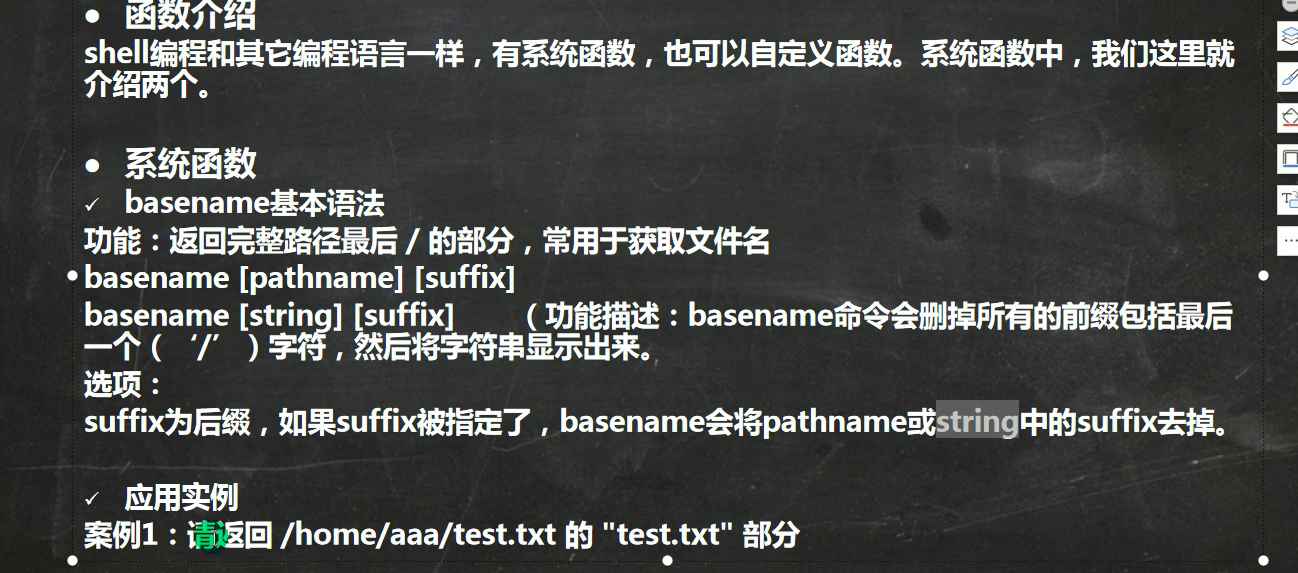 函数介绍
shell编程和其它编程语言一样，有系统函数，也可以自定义函数。系统函数中，我们这里就
介绍两个。
系统函数
basename基本语法
功能：返回完整路径最后 / 的部分，常用于获取文件名
basename [pathname] [suffix]
basename [string] [suffix] （功能描述：basename命令会删掉所有的前缀包括最后
一个（ ‘/’ ）字符，然后将字符串显示出来。
选项：
suffix为后缀，如果suffix被指定了，basename会将pathname或string中的suffix去掉。
应用实例
案例1：请返回 /home/aaa/test.txt 的 "test.txt" 部分